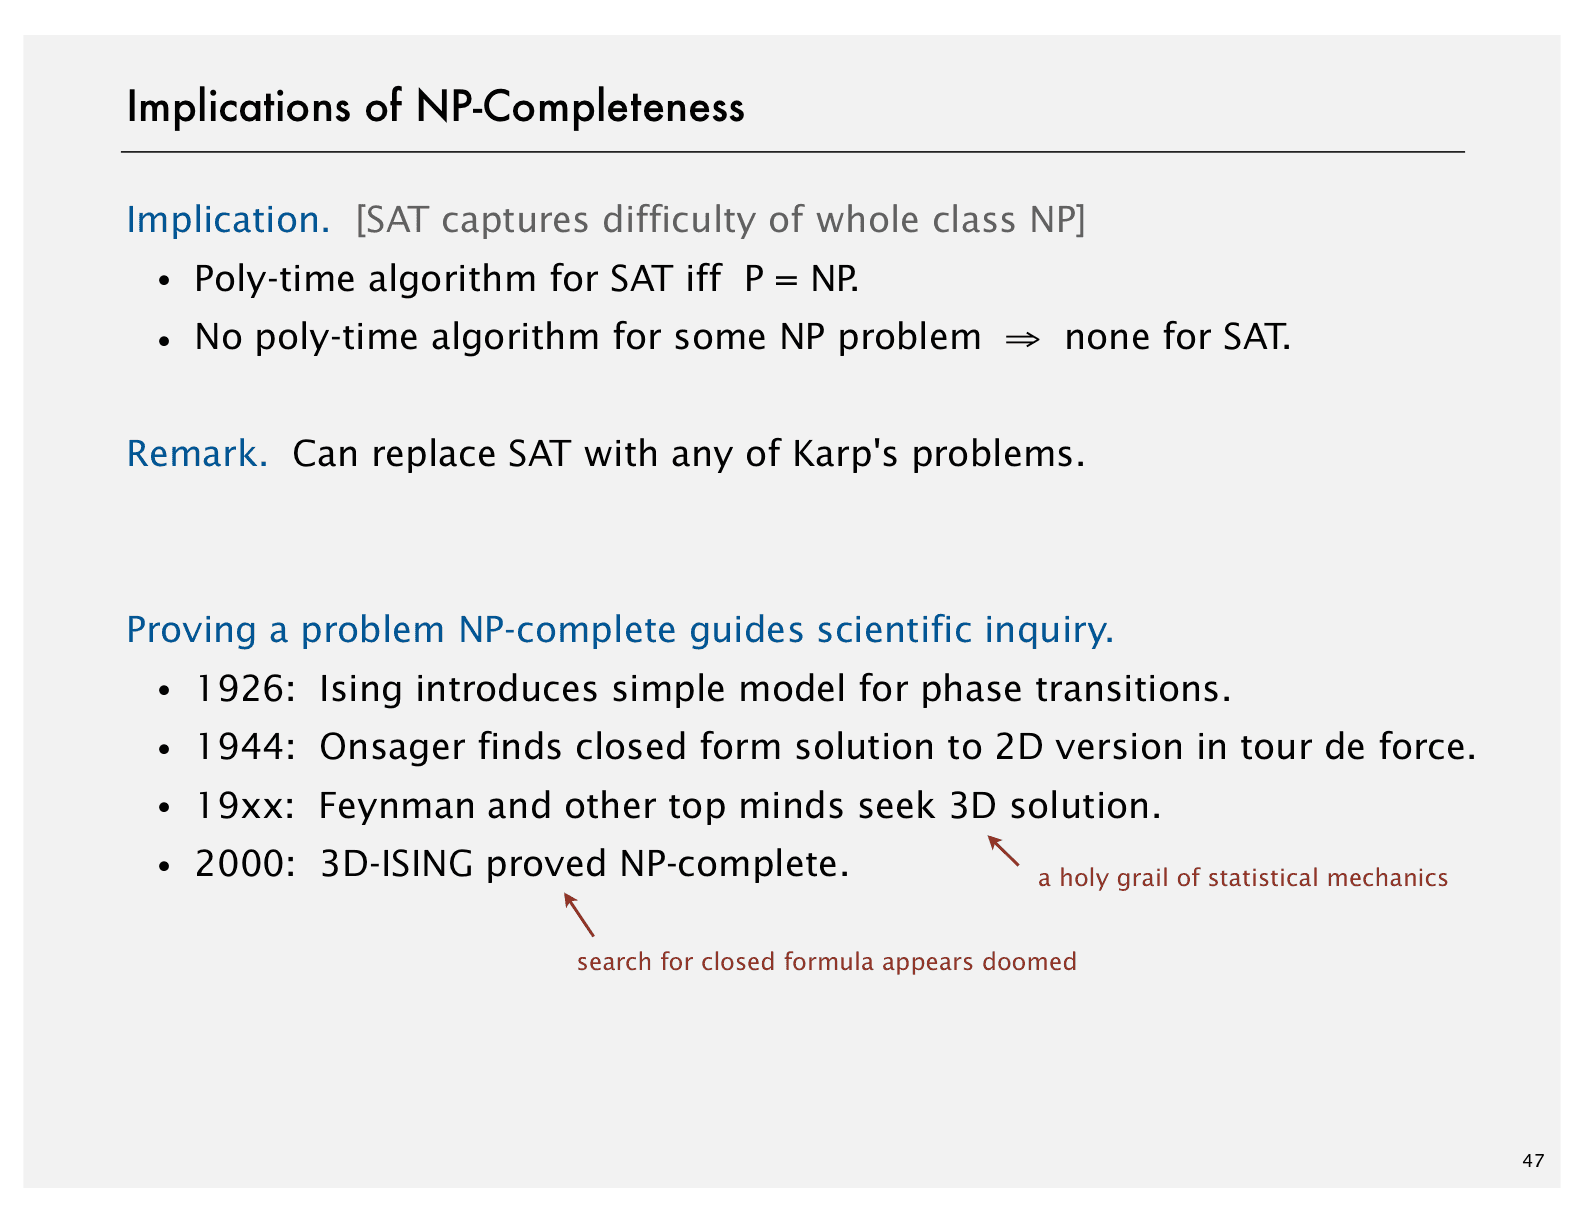 Implications of NP-Completeness
Implication. [SAT captures difficulty of whole class NP]
• Poly-time algorithm for SAT iff P = NP.
• No poly-time algorithm for some NP problem ⇒ none for SAT.
Remark. Can replace SAT with any of Karp's problems.
Proving a problem NP-complete guides scientific inquiry.
• 1926: Ising introduces simple model for phase transitions.
• 1944: Onsager finds closed form solution to 2D version in tour de force.
• 19xx: Feynman and other top minds seek 3D solution.
• 2000: 3D-ISING proved NP-complete.
a holy grail of statistical mechanics
search for closed formula appears doomed
47